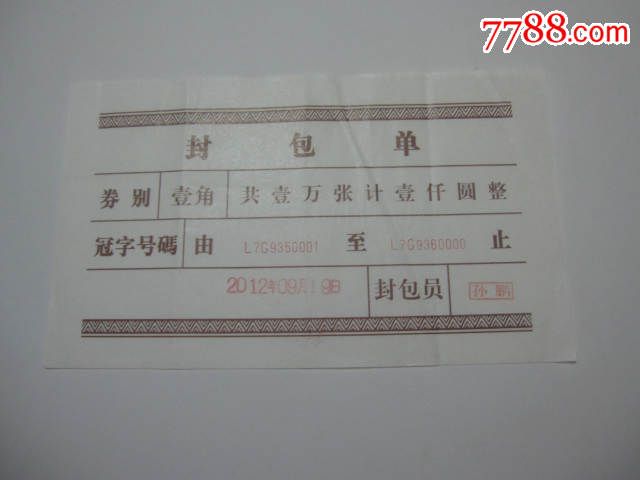 7788.com
封包单
券别 壹角 共壹万张计壹仟圆整
冠字号碼 由 L7G9350001 至 L7G9360000 止
2012年09月19日 封包员 孙鹏